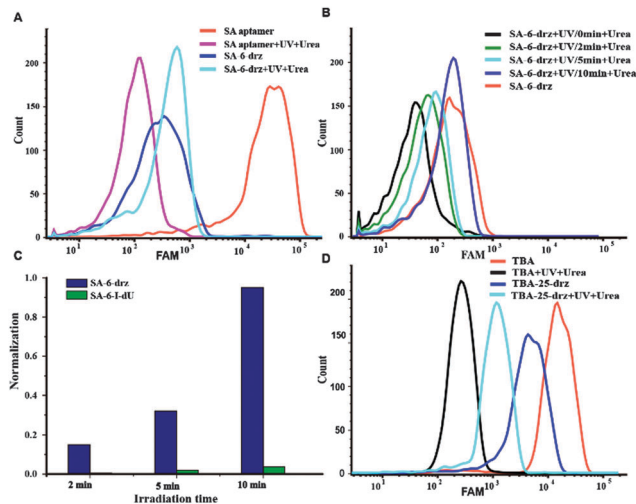 A
SA aptamer
SA aptamer+UV+Urea
SA-6-drz
SA-6-drz+UV+Urea
200
150
100
50
0
Count
10¹
10²
10³
10⁴
10⁵
FAM
B
SA-6-drz+UV/0min+Urea
SA-6-drz+UV/2min+Urea
SA-6-drz+UV/5min+Urea
SA-6-drz+UV/10min+Urea
SA-6-drz
200
150
100
50
0
Count
10¹
10²
10³
10⁴
10⁵
FAM
C
SA-6-drz
SA-6-I-dU
1.0
0.8
0.6
0.4
0.2
0.0
Normalization
2 min
5 min
10 min
Irradiation time
D
TBA
TBA+UV+Urea
TBA-25-drz
TBA-25-drz+UV+Urea
200
150
100
50
0
Count
10¹
10²
10³
10⁴
10⁵
FAM